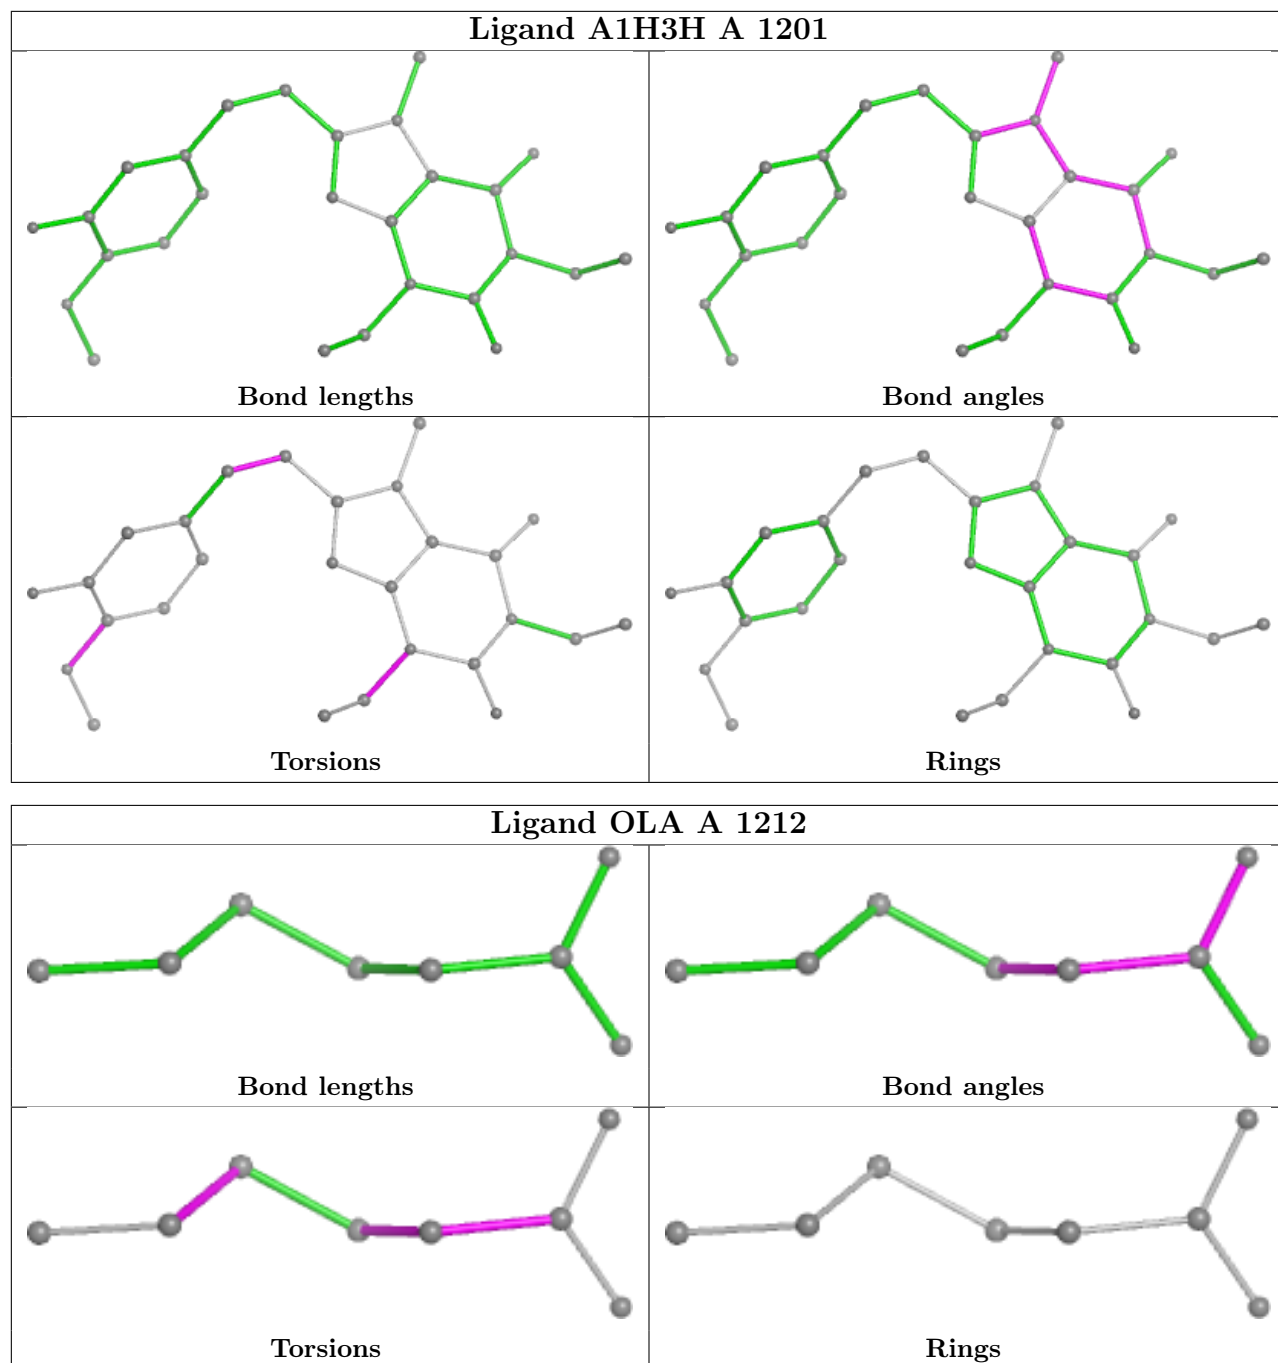 Ligand A1H3H A 1201
Bond lengths
Bond angles
Torsions
Rings
Ligand OLA A 1212
Bond lengths
Bond angles
Torsions
Rings